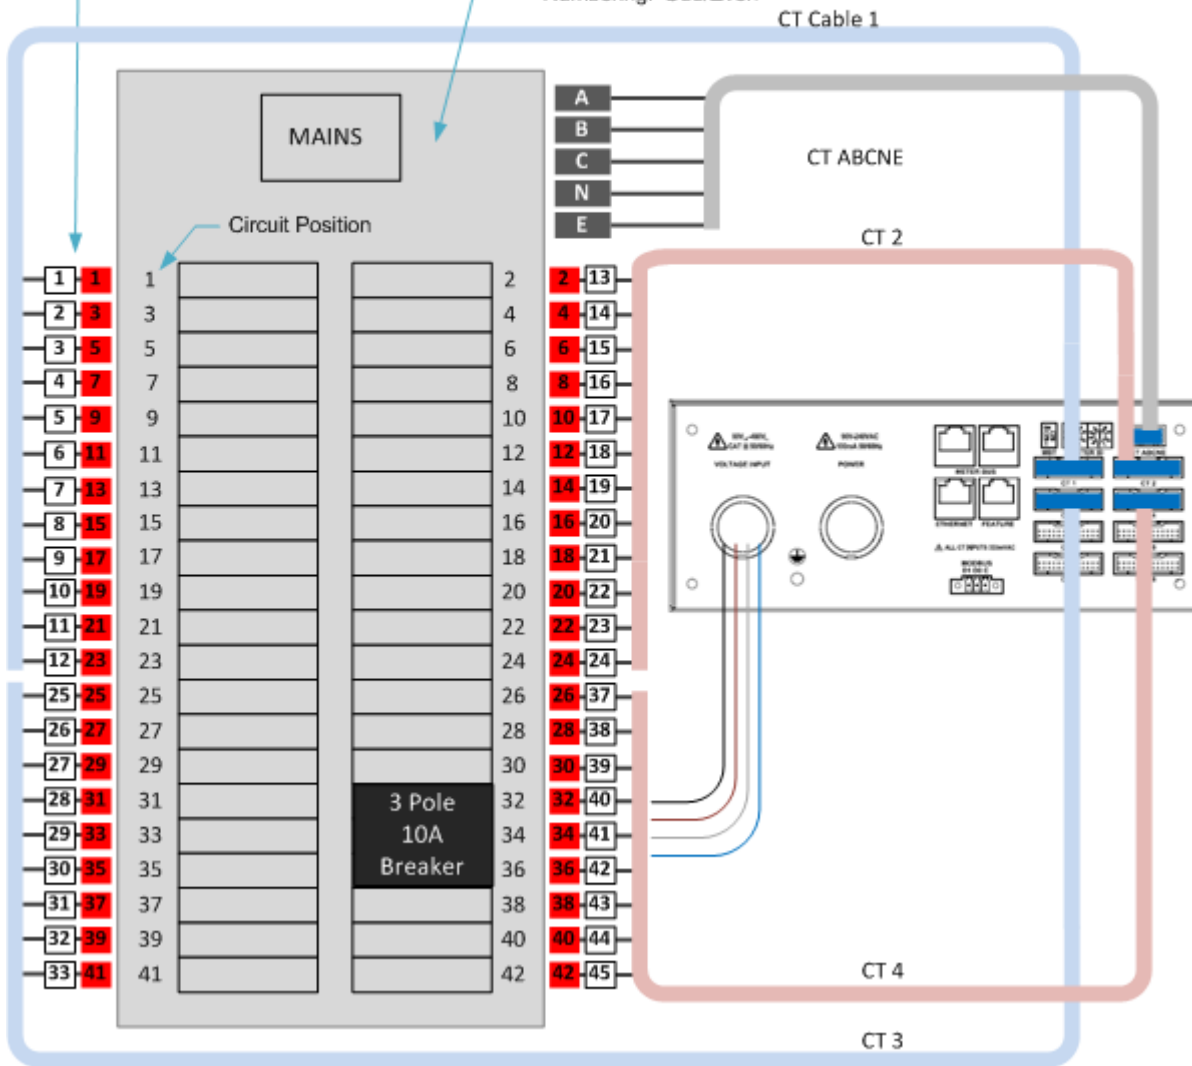 CT Cable 1
MAINS
A
B
C
N
E
CT ABCNE
Circuit Position
CT 2
1 1 1 2 2 13
2 3 3 4 4 14
3 5 5 6 6 15
4 7 7 8 8 16
5 9 9 10 10 17
6 11 11 12 12 18
7 13 13 14 14 19
8 15 15 16 16 20
9 17 17 18 18 21
10 19 19 20 20 22
11 21 21 22 22 23
12 23 23 24 24 24
25 25 25 26 26 37
26 27 27 28 28 38
27 29 29 30 30 39
28 31 31 3 Pole 32 32 40
29 33 33 10A 34 34 41
30 35 35 Breaker 36 36 42
31 37 37 38 38 43
32 39 39 40 40 44
33 41 41 42 42 45
VOLTAGE INPUT
POWER
METER BUS
ETHERNET FEATURE
MODBUS
CT 1
CT 2
CT 4
CT 3